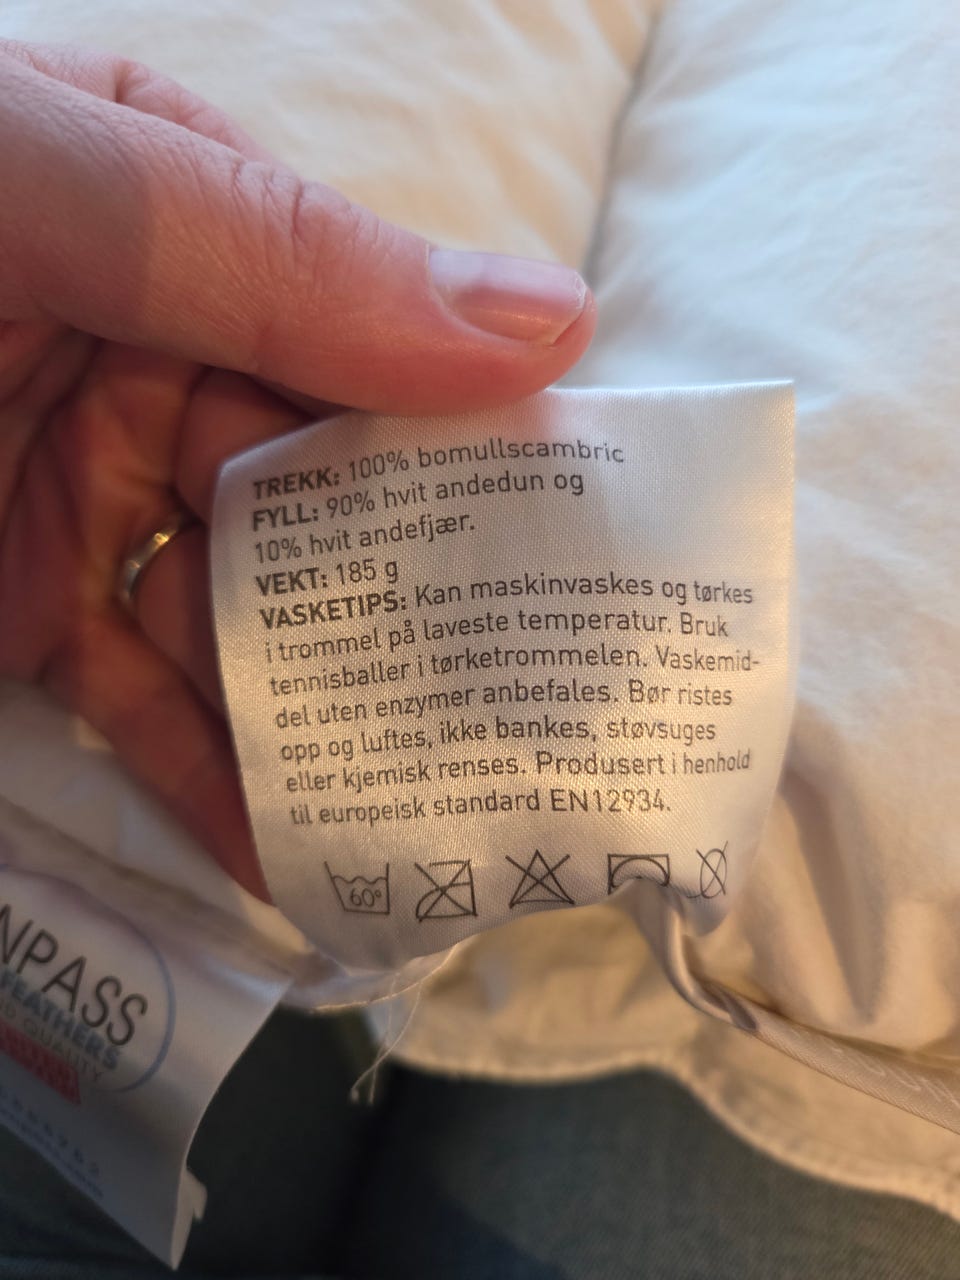 TREKK: 100% bomullscambric
FYLL: 90% hvit andedun og
10% hvit andefjær.
VEKT: 185 g
VASKETIPS: Kan maskinvaskes og tørkes
i trommel på laveste temperatur. Bruk
tennisballer i tørketrommelen. Vaskemid-
del uten enzymer anbefales. Bør ristes
opp og luftes, ikke bankes, støvsuges
eller kjemisk renses. Produsert i henhold
til europeisk standard EN12934.
60°
NPASS
FEATHERS
QUALITY